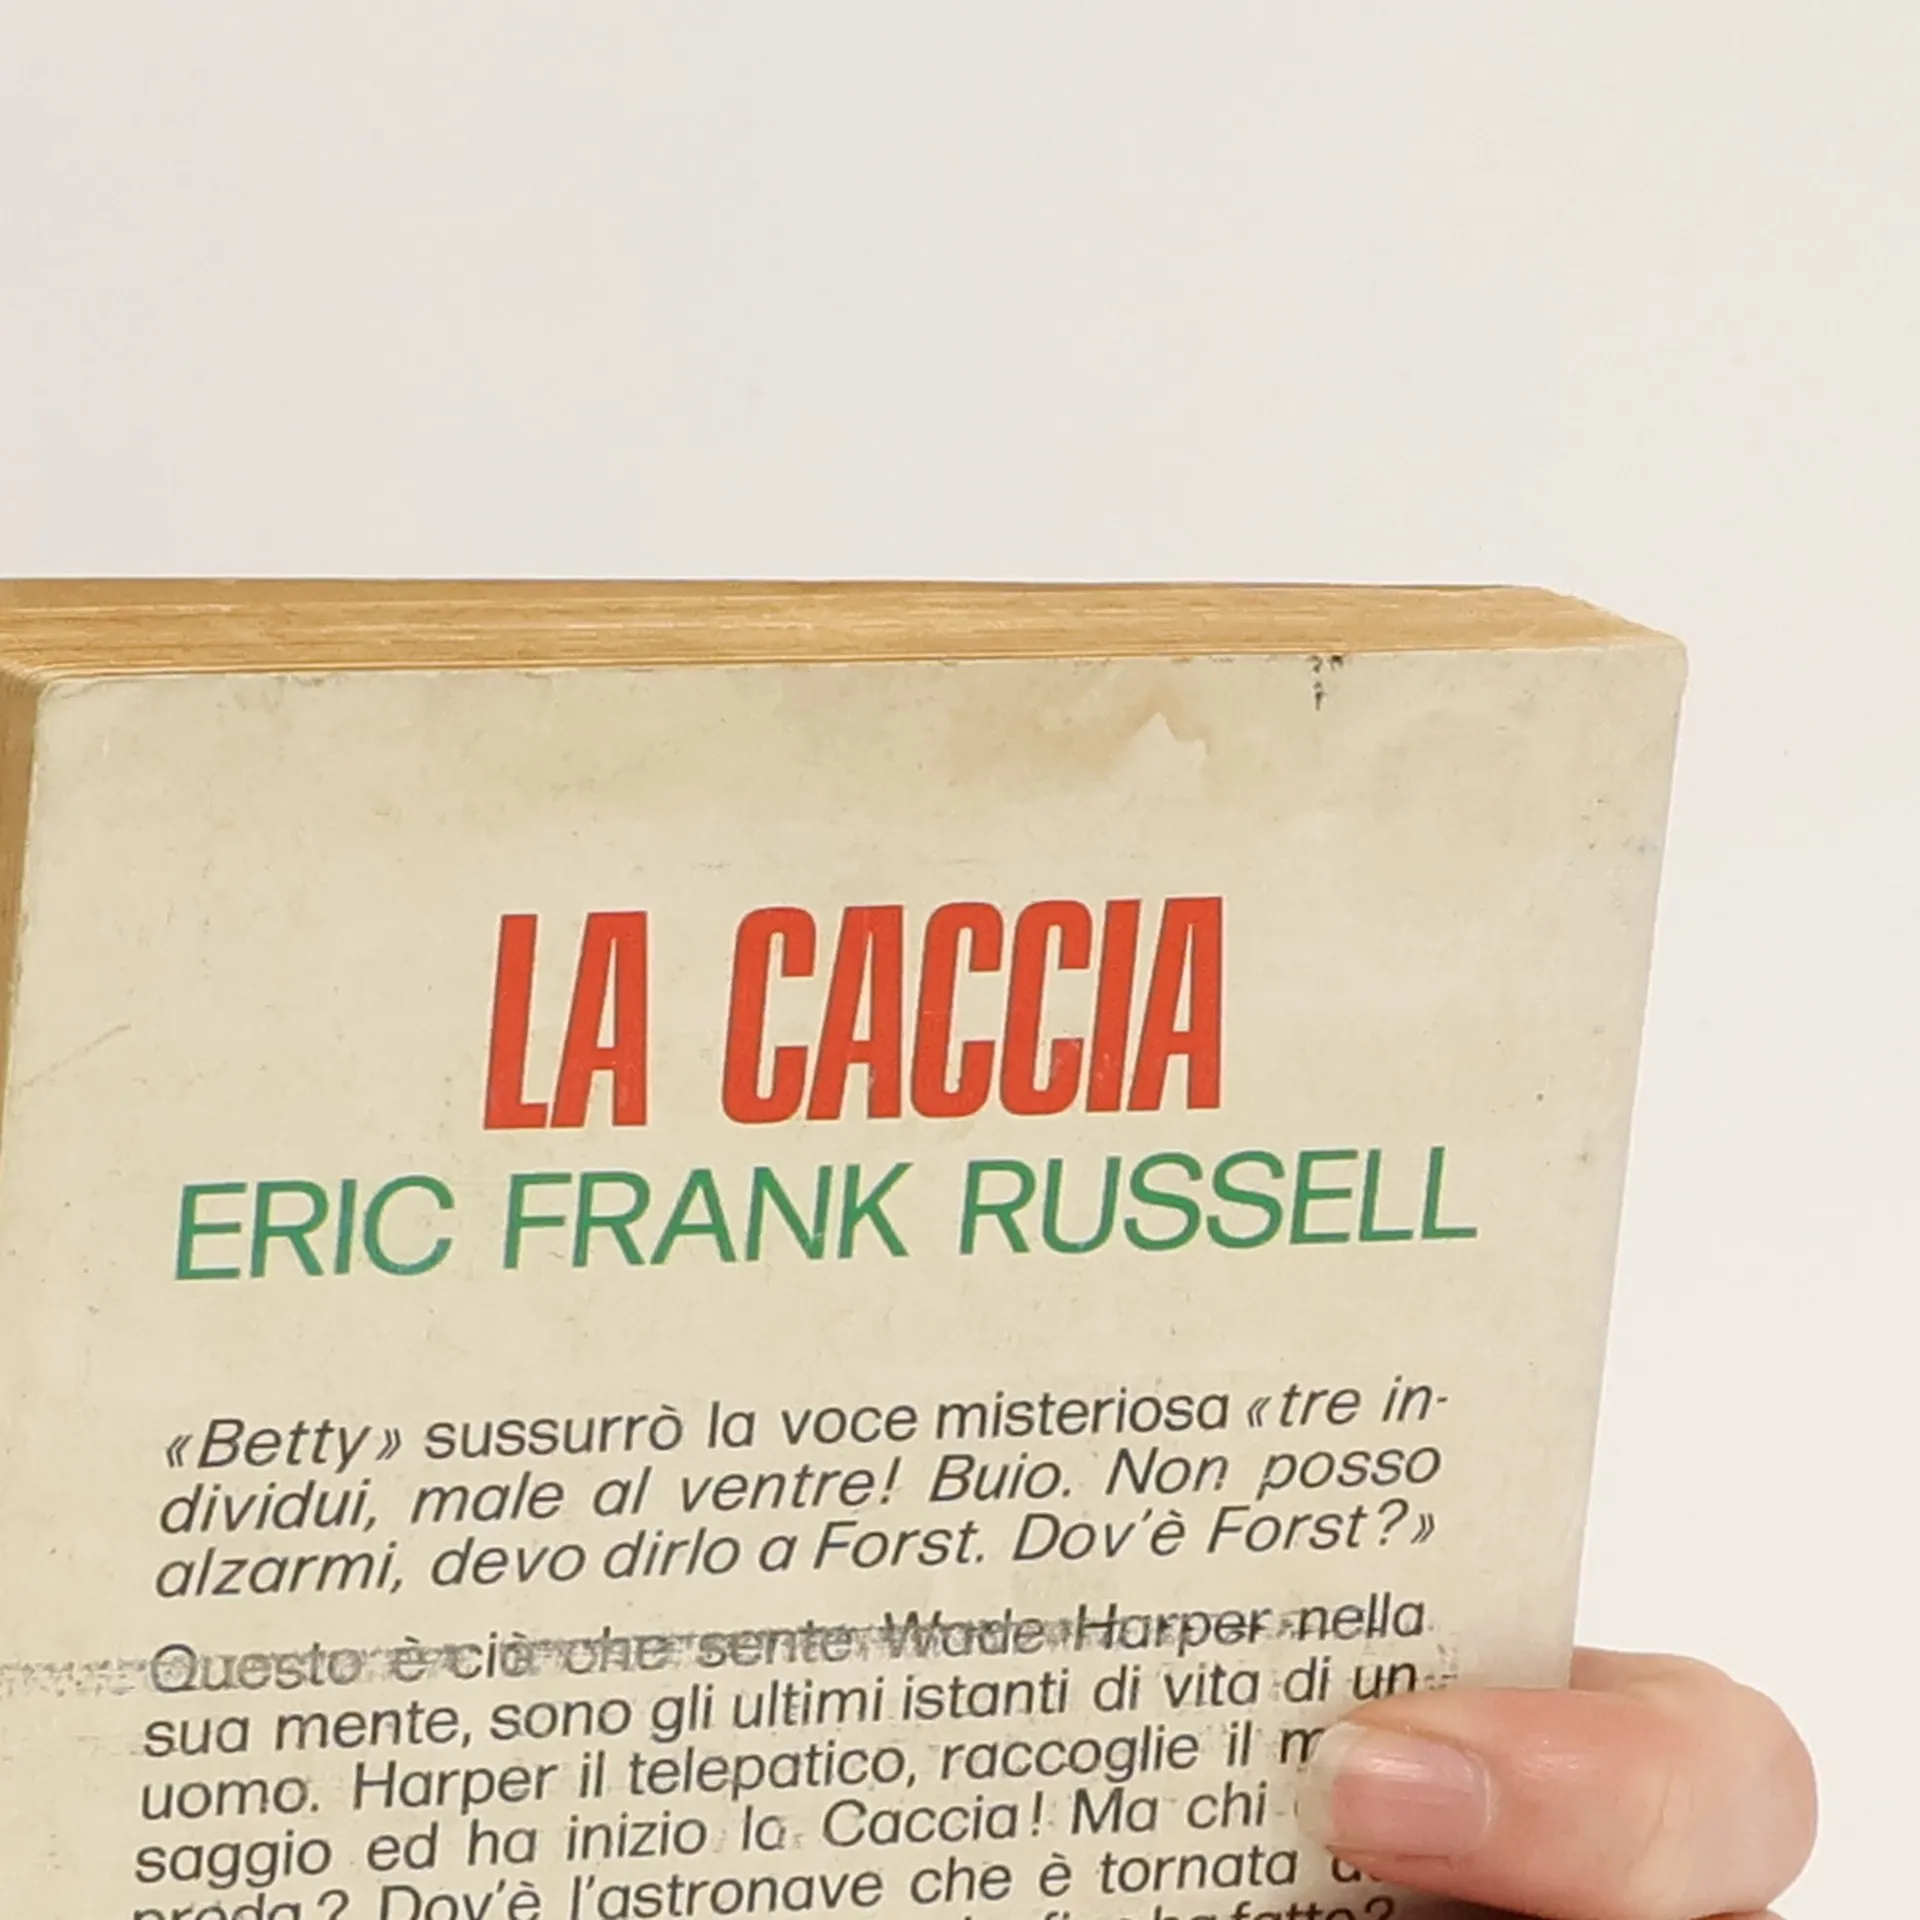 LA CACCIA
ERIC FRANK RUSSELL
«Betty» sussurrò la voce misteriosa «tre in-
dividui, male al ventre! Buio. Non posso
alzarmi, devo dirlo a Forst. Dov'è Forst?»
Questo è ciò che sente Wade Harper nella
sua mente, sono gli ultimi istanti di vita di un
uomo. Harper il telepatico, raccoglie il
saggio ed ha inizio la Caccia! Ma chi
preda? Dov'è l'astronave che è tornata
ha fatto?